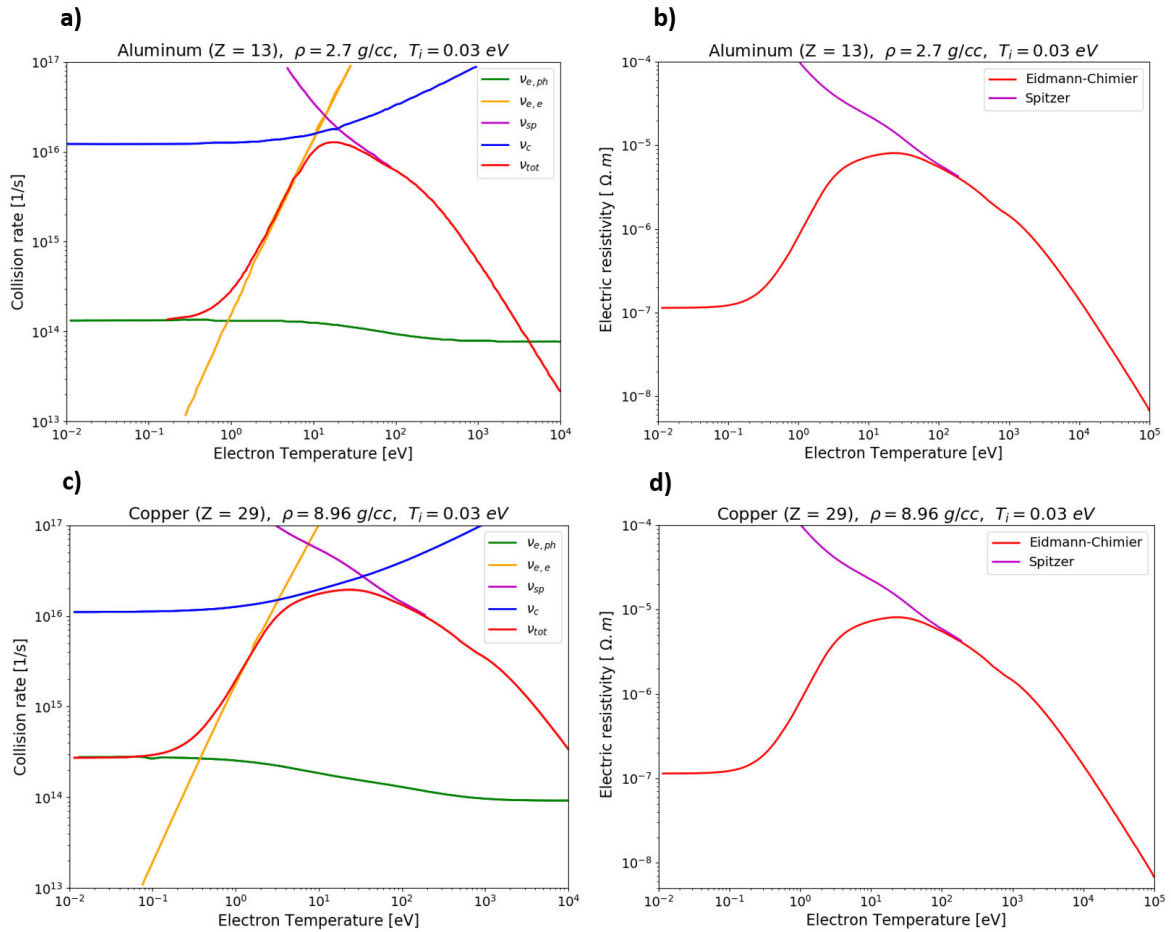 a)
Aluminum (Z = 13), ρ = 2.7 g/cc, T_i = 0.03 eV
10^17
10^16
10^15
10^14
10^13
Collision rate [1/s]
ν_e,ph
ν_e,e
ν_sp
ν_c
ν_tot
10^-2
10^-1
10^0
10^1
10^2
10^3
10^4
Electron Temperature [eV]
b)
Aluminum (Z = 13), ρ = 2.7 g/cc, T_i = 0.03 eV
10^-4
10^-5
10^-6
10^-7
10^-8
Electric resistivity [ Ω.m]
Eidmann-Chimier
Spitzer
10^-2
10^-1
10^0
10^1
10^2
10^3
10^4
10^5
Electron Temperature [eV]
c)
Copper (Z = 29), ρ = 8.96 g/cc, T_i = 0.03 eV
10^17
10^16
10^15
10^14
10^13
Collision rate [1/s]
ν_e,ph
ν_e,e
ν_sp
ν_c
ν_tot
10^-2
10^-1
10^0
10^1
10^2
10^3
10^4
Electron Temperature [eV]
d)
Copper (Z = 29), ρ = 8.96 g/cc, T_i = 0.03 eV
10^-4
10^-5
10^-6
10^-7
10^-8
Electric resistivity [ Ω.m]
Eidmann-Chimier
Spitzer
10^-2
10^-1
10^0
10^1
10^2
10^3
10^4
10^5
Electron Temperature [eV]